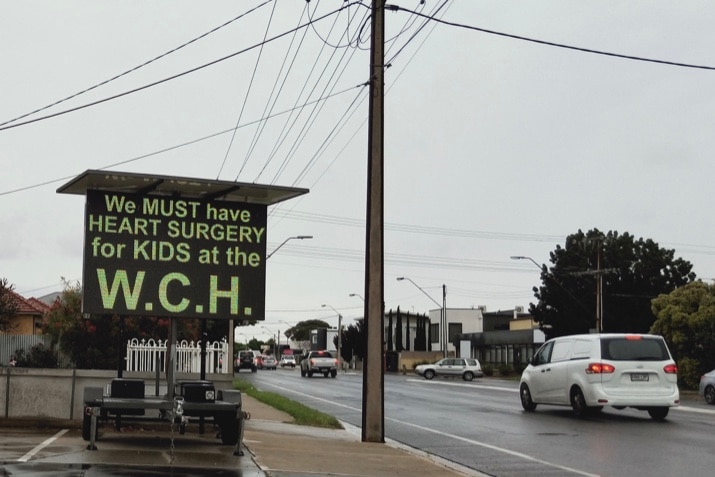 We MUST have
HEART SURGERY
for KIDS at the
W.C.H.